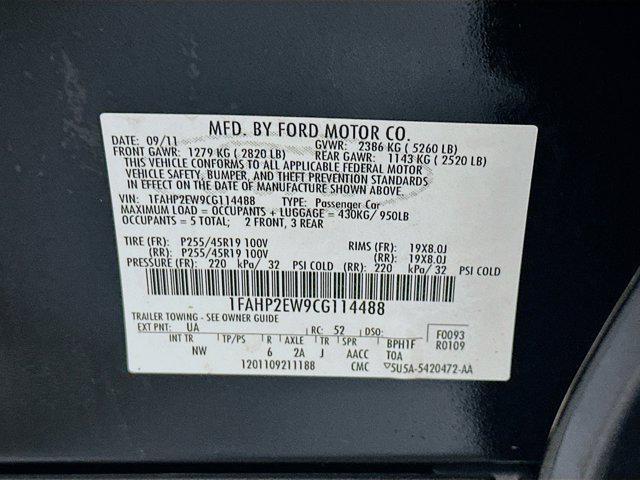 MFD. BY FORD MOTOR CO.
DATE: 09/11 GVWR: 2386 KG ( 5260 LB)
FRONT GAWR: 1279 KG ( 2820 LB) REAR GAWR: 1143 KG ( 2520 LB)
THIS VEHICLE CONFORMS TO ALL APPLICABLE FEDERAL MOTOR
VEHICLE SAFETY, BUMPER, AND THEFT PREVENTION STANDARDS
IN EFFECT ON THE DATE OF MANUFACTURE SHOWN ABOVE.
VIN: 1FAHP2EW9CG114488 TYPE: Passenger Car
MAXIMUM LOAD = OCCUPANTS + LUGGAGE = 430KG/ 950LB
OCCUPANTS = 5 TOTAL; 2 FRONT, 3 REAR
TIRE (FR): P255/45R19 100V RIMS (FR): 19X8.0J
(RR): P255/45R19 100V (RR): 19X8.0J
PRESSURE (FR): 220 kPa/ 32 PSI COLD (RR): 220 kPa/ 32 PSI COLD
1FAHP2EW9CG114488
TRAILER TOWING - SEE OWNER GUIDE
EXT PNT: UA RC: 52 DSO: F0093
INT TR TP/PS R AXLE TR SPR BPH1F R0109
NW 6 2A J AACC TOA
1201109211188 CMC ▽5U5A-5420472-AA